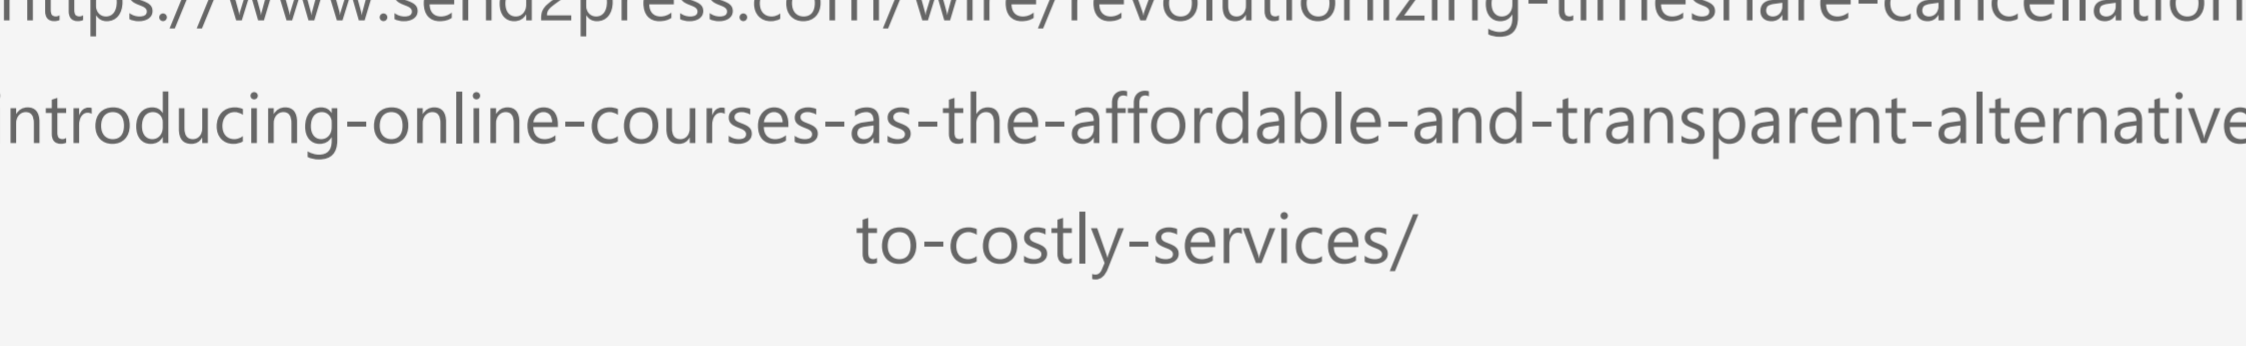 https://www.send2press.com/wire/revolutionizing-timeshare-cancellation
introducing-online-courses-as-the-affordable-and-transparent-alternative
to-costly-services/